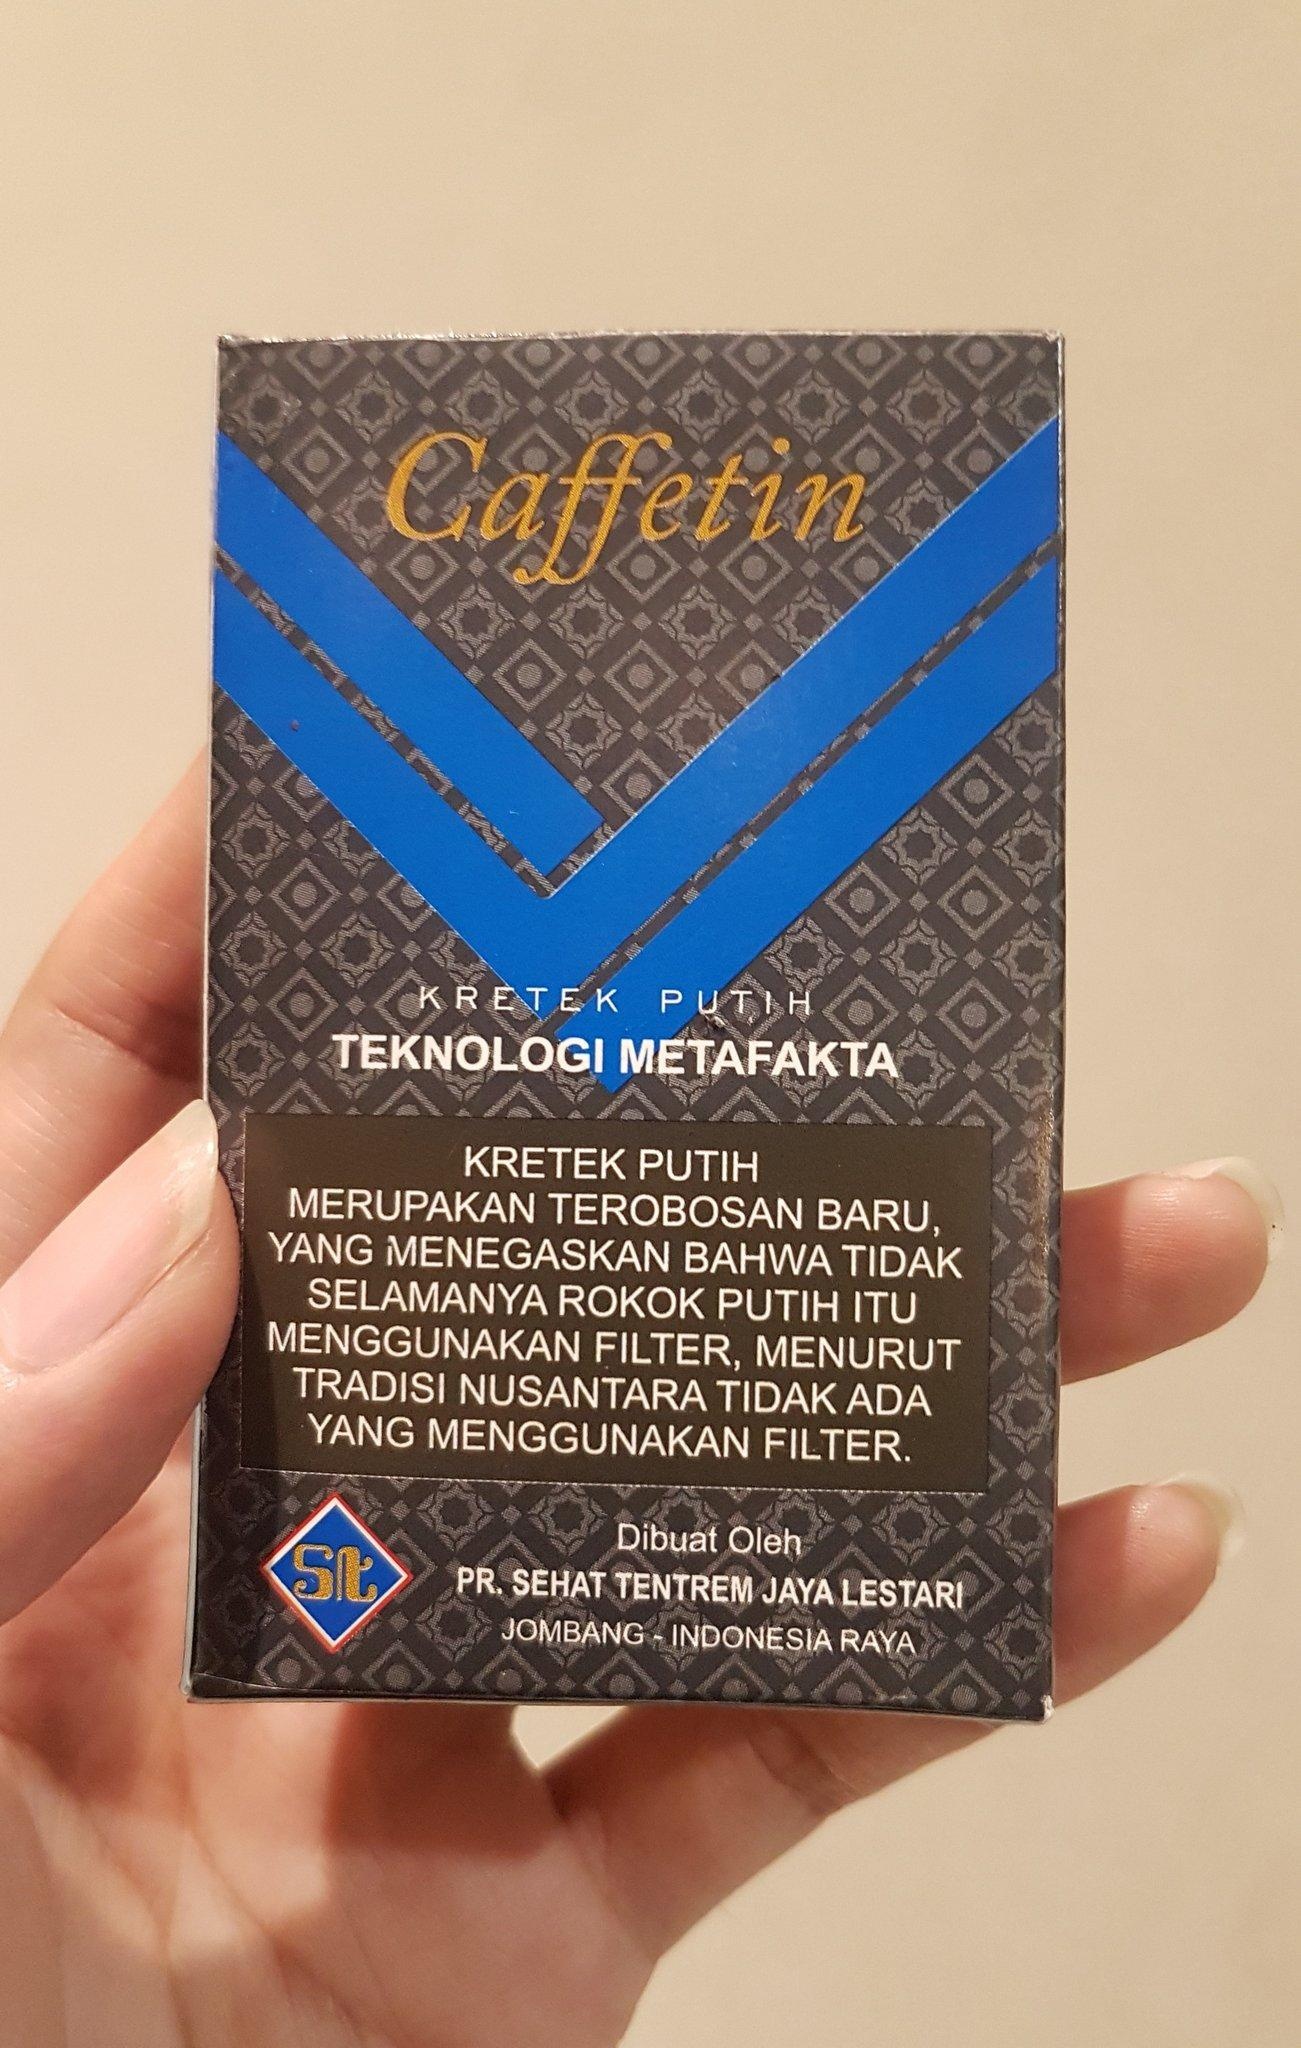 Caffetin
KRETEK PUTIH
TEKNOLOGI METAFAKTA
KRETEK PUTIH
MERUPAKAN TEROBOSAN BARU,
YANG MENEGASKAN BAHWA TIDAK
SELAMANYA ROKOK PUTIH ITU
MENGGUNAKAN FILTER, MENURUT
TRADISI NUSANTARA TIDAK ADA
YANG MENGGUNAKAN FILTER.
St
Dibuat Oleh
PR. SEHAT TENTREM JAYA LESTARI
JOMBANG - INDONESIA RAYA